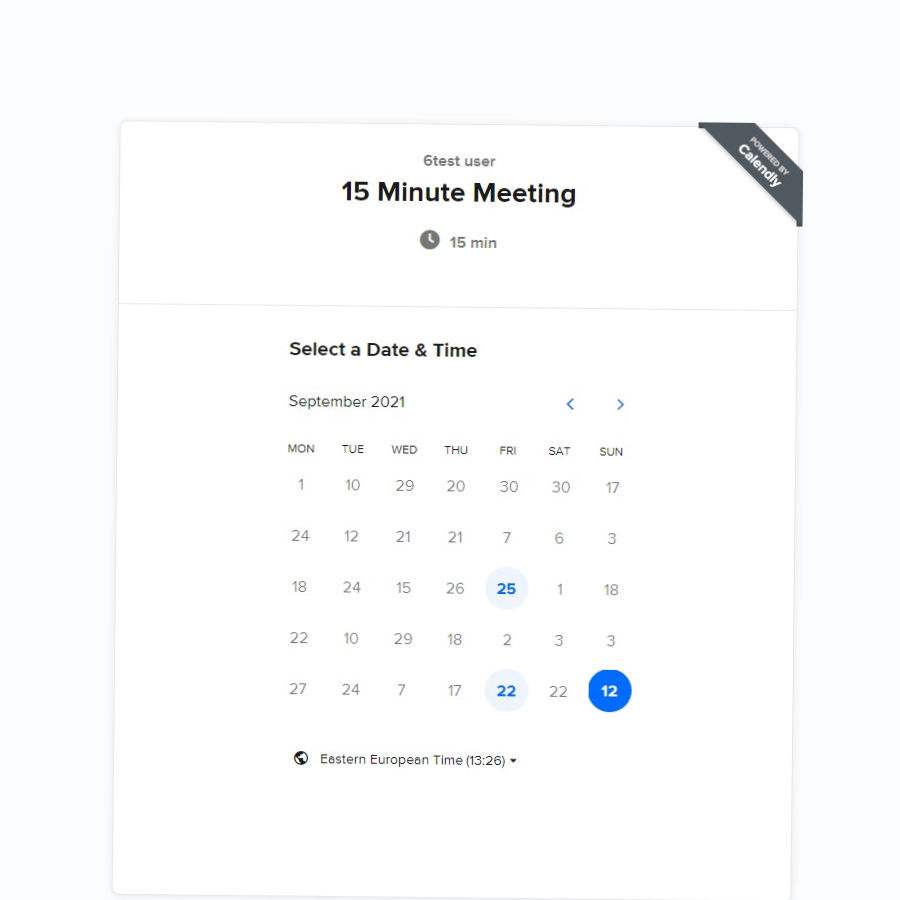 POWERED BY
Calendly
6test user
15 Minute Meeting
15 min
Select a Date & Time
September 2021
MON TUE WED THU FRI SAT SUN
1 10 29 20 30 30 17
24 12 21 21 7 6 3
18 24 15 26 25 1 18
22 10 29 18 2 3 3
27 24 7 17 22 22 12
Eastern European Time (13:26)